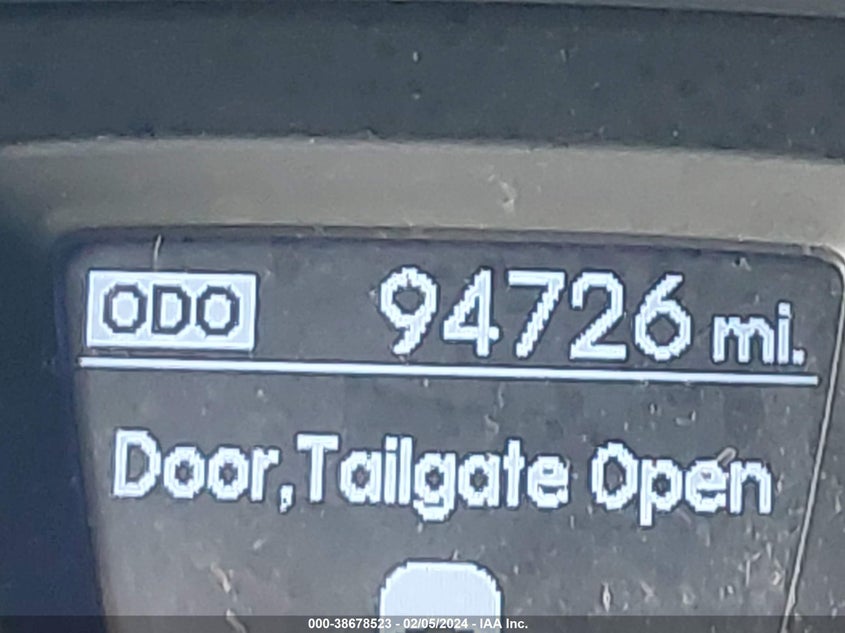 ODO 94726 mi.
Door,Tailgate Open
000-38678523 - 02/05/2024 - IAA Inc.